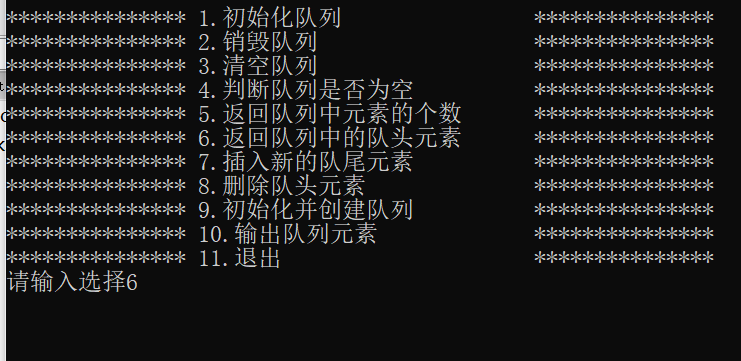 *************** 1.初始化队列 ***************
*************** 2.销毁队列 ***************
*************** 3.清空队列 ***************
*************** 4.判断队列是否为空 ***************
*************** 5.返回队列中元素的个数 ***************
*************** 6.返回队列中的队头元素 ***************
*************** 7.插入新的队尾元素 ***************
*************** 8.删除队头元素 ***************
*************** 9.初始化并创建队列 ***************
*************** 10.输出队列元素 ***************
*************** 11.退出 ***************
请输入选择6